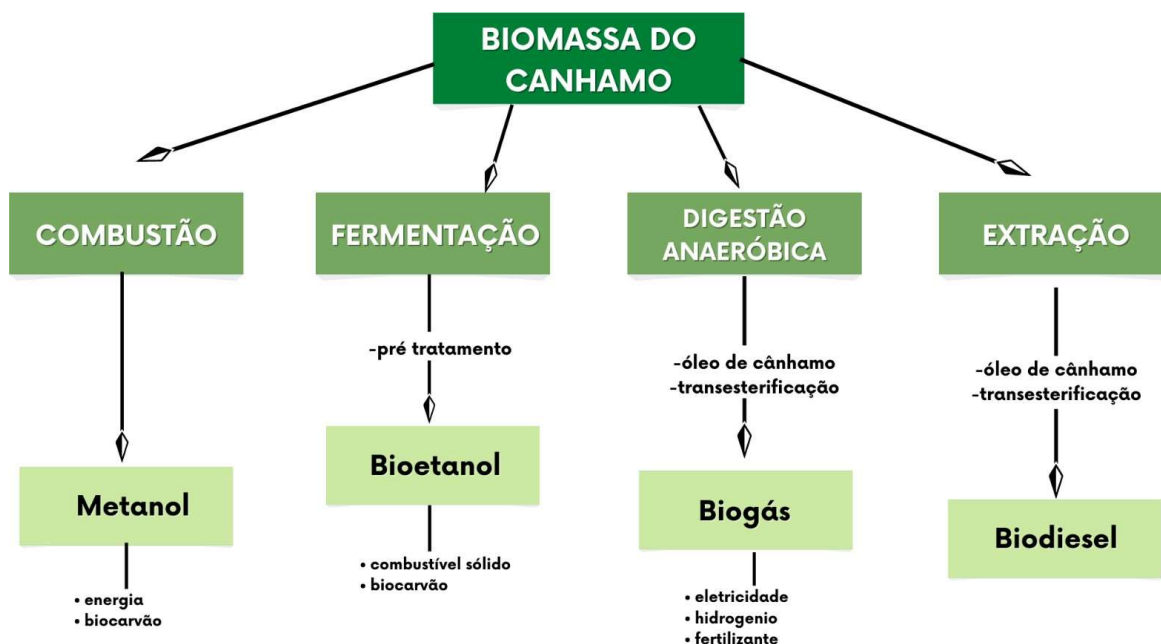 BIOMASSA DO
CANHAMO
COMBUSTÃO
FERMENTAÇÃO
DIGESTÃO
ANAERÓBICA
EXTRAÇÃO
-pré tratamento
-óleo de cânhamo
-transesterificação
-óleo de cânhamo
-transesterificação
Metanol
Bioetanol
Biogás
Biodiesel
• energia
• biocarvão
• combustível sólido
• biocarvão
• eletricidade
• hidrogenio
• fertilizante